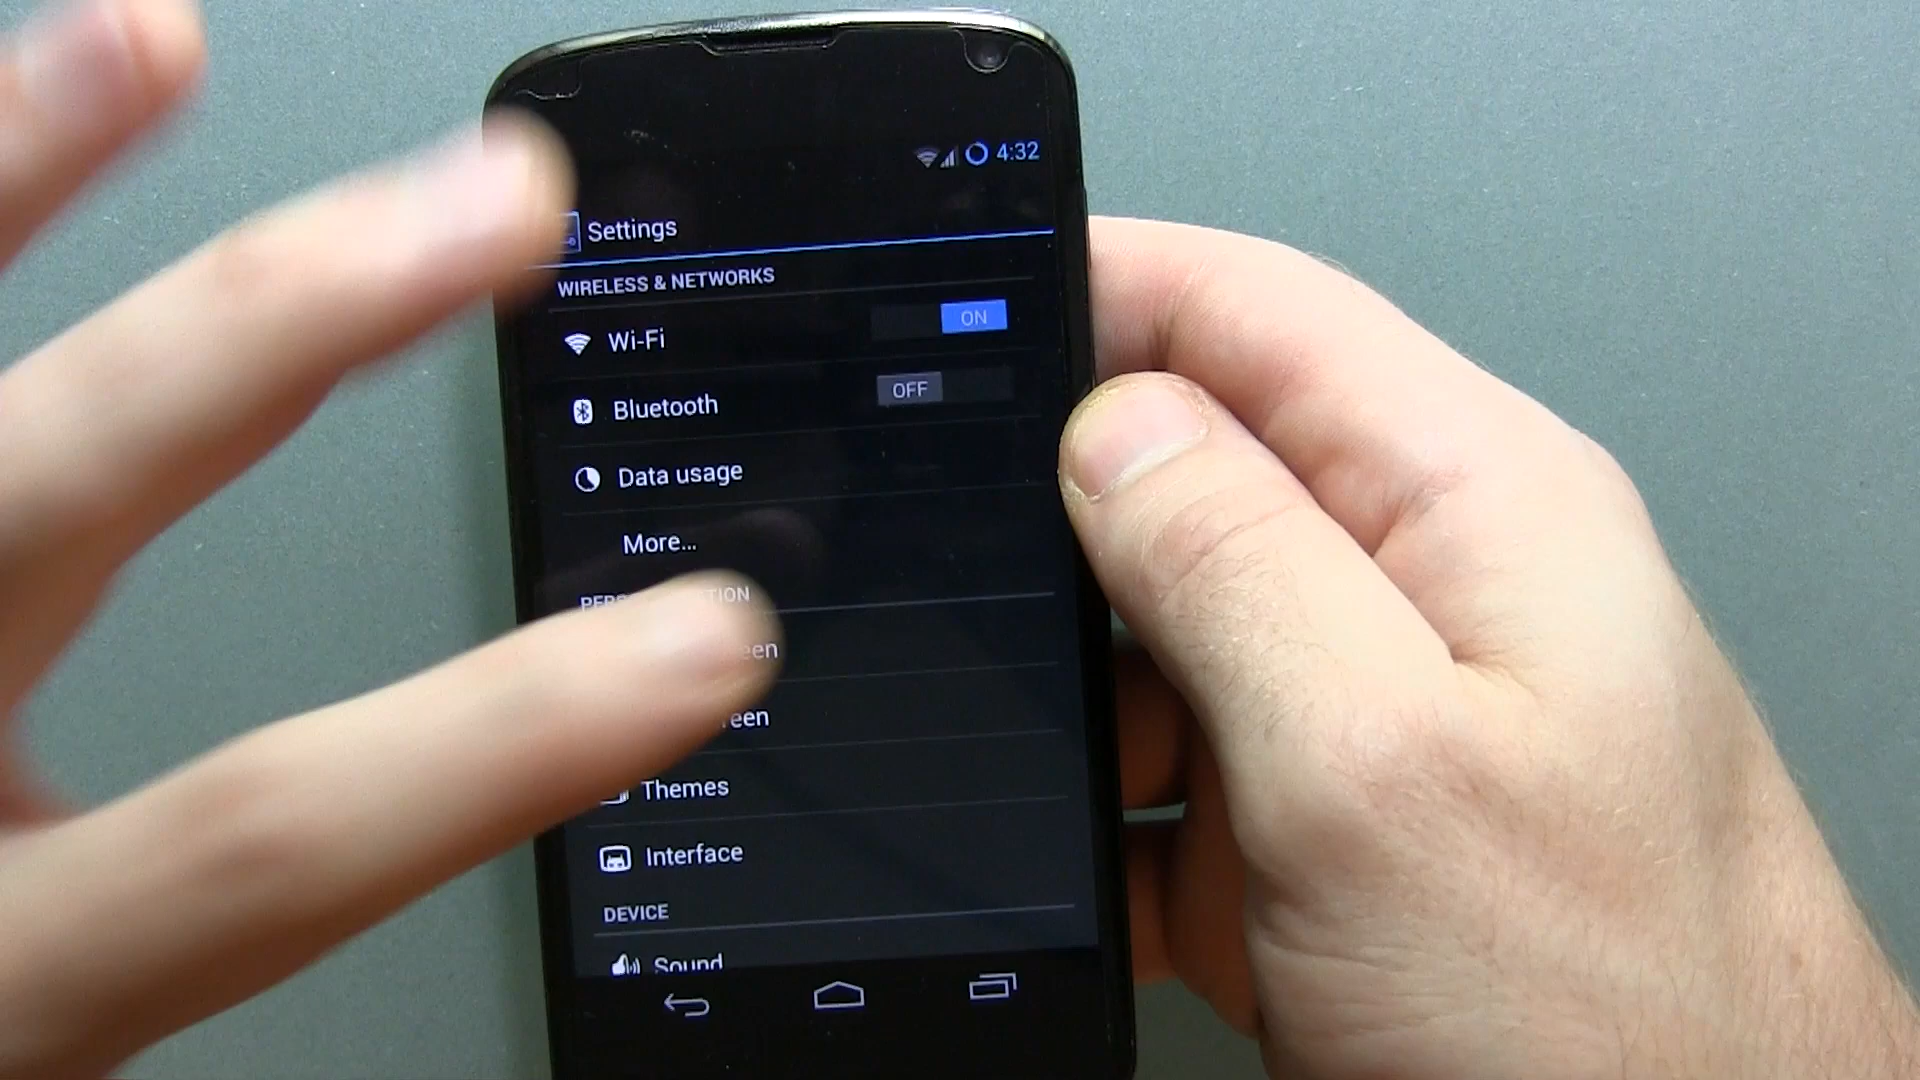 4:32
Settings
WIRELESS & NETWORKS
Wi-Fi
ON
Bluetooth
OFF
Data usage
More...
Themes
Interface
DEVICE
Sound